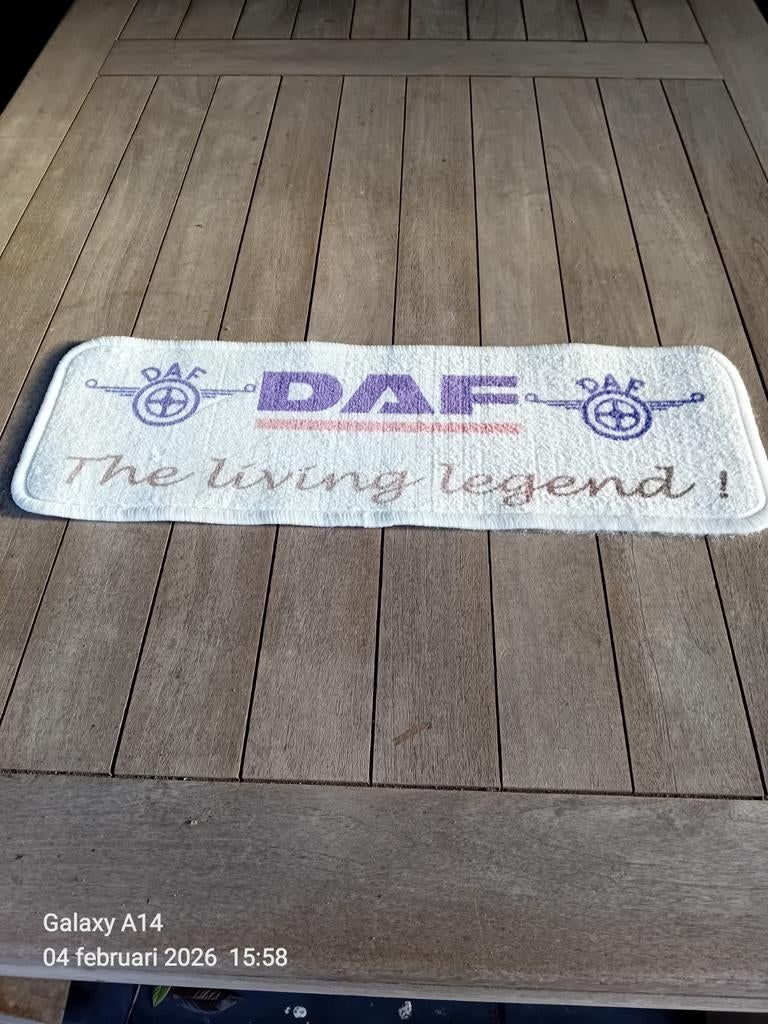 DAF DAF DAF
The living legend !
Galaxy A14
04 februari 2026 15:58